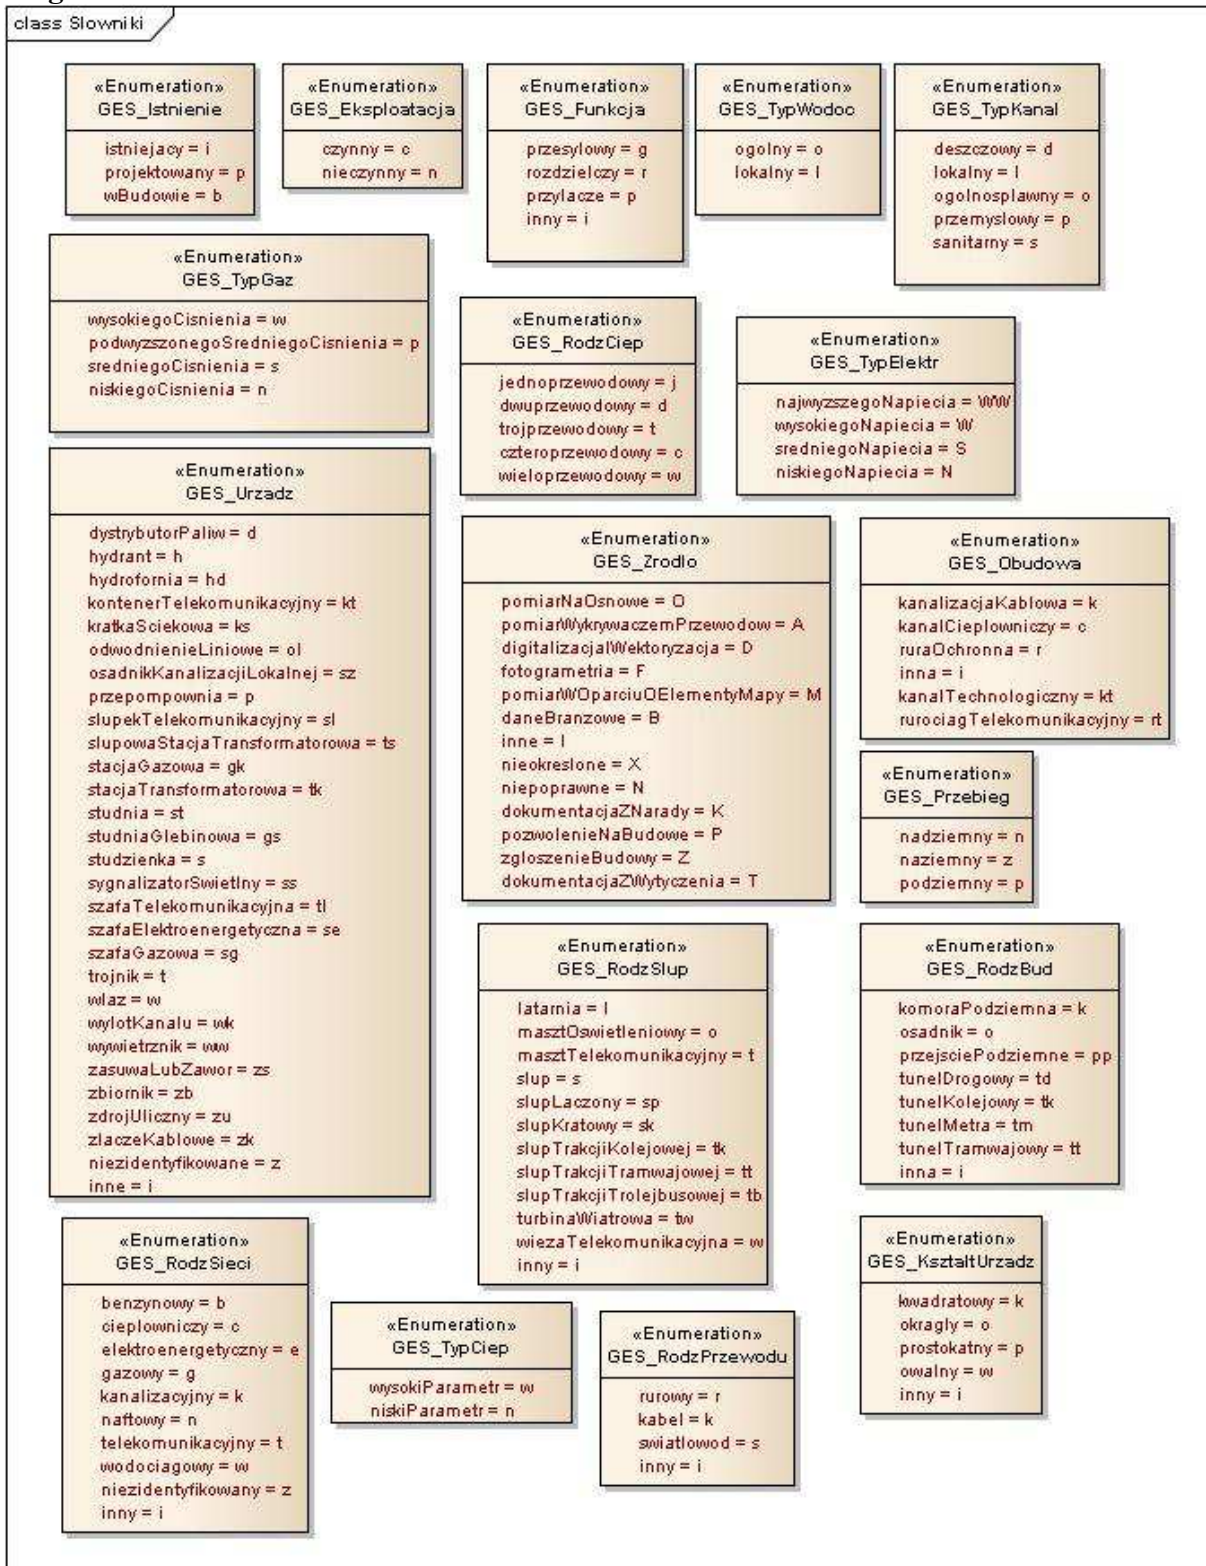 class Slowniki
«Enumeration»
GES_Istnienie
istniejacy = i
projektowany = p
wBudowie = b
«Enumeration»
GES_Eksploatacja
czynny = c
nieczynny = n
«Enumeration»
GES_Funkcja
przesylowy = g
rozdzielczy = r
przylacze = p
inny = i
«Enumeration»
GES_TypWodoc
ogolny = o
lokalny = l
«Enumeration»
GES_TypKanal
deszczowy = d
lokalny = l
ogolnosplawny = o
przemyslowy = p
sanitarny = s
«Enumeration»
GES_TypGaz
wysokiegoCisnienia = w
podwyzszonegoSredniegoCisnienia = p
sredniegoCisnienia = s
niskiegoCisnienia = n
«Enumeration»
GES_RodzCiep
jednoprzewodowy = j
dwuprzewodowy = d
trojprzewodowy = t
czteroprzewodowy = c
wieloprzewodowy = w
«Enumeration»
GES_TypElektr
najwyzszegoNapiecia = WW
wysokiegoNapiecia = W
sredniegoNapiecia = S
niskiegoNapiecia = N
«Enumeration»
GES_Urzadz
dystrybutorPaliw = d
hydrant = h
hydrofornia = hd
kontenerTelekomunikacyjny = kt
kratkaSciekowa = ks
odwodnienieLiniowe = ol
osadnikKanalizacjiLokalnej = sz
przepompownia = p
slupekTelekomunikacyjny = sl
slupowaStacjaTransformatorowa = ts
stacjaGazowa = gk
stacjaTransformatorowa = tk
studnia = st
studniaGlebinowa = gs
studzienka = s
sygnalizatorSwietlny = ss
szafaTelekomunikacyjna = tl
szafaElektroenergetyczna = se
szafaGazowa = sg
trojnik = t
wlaz = w
wylotKanalu = wk
wywietrznik = ww
zasuwaLubZawor = zs
zbiornik = zb
zdrojUliczny = zu
zlaczeKablowe = zk
niezidentyfikowane = z
inne = i
«Enumeration»
GES_Zrodlo
pomiarNaOsnowe = O
pomiarWykrywaczemPrzewodow = A
digitalizacjaIWektoryzacja = D
fotogrametria = F
pomiarWOparciuOElementyMapy = M
daneBranzowe = B
inne = I
nieokreslone = X
niepoprawne = N
dokumentacjaZNarady = K
pozwolenieNaBudowe = P
zgloszenieBudowy = Z
dokumentacjaZWytyczenia = T
«Enumeration»
GES_Obudowa
kanalizacjaKablowa = k
kanalCieplowniczy = c
ruraOchronna = r
inna = i
kanalTechnologiczny = kt
rurociagTelekomunikacyjny = rt
«Enumeration»
GES_Przebieg
nadziemny = n
naziemny = z
podziemny = p
«Enumeration»
GES_RodzSlup
latarnia = l
masztOswietleniowy = o
masztTelekomunikacyjny = t
slup = s
slupLaczony = sp
slupKratowy = sk
slupTrakcjiKolejowej = tk
slupTrakcjiTramwajowej = tt
slupTrakcjiTrolejbusowej = tb
turbinaWiatrowa = tw
wiezaTelekomunikacyjna = w
inny = i
«Enumeration»
GES_RodzBud
komoraPodziemna = k
osadnik = o
przejsciePodziemne = pp
tunelDrogowy = td
tunelKolejowy = tk
tunelMetra = tm
tunelTramwajowy = tt
inna = i
«Enumeration»
GES_RodzSieci
benzynowy = b
cieplowniczy = c
elektroenergetyczny = e
gazowy = g
kanalizacyjny = k
naftowy = n
telekomunikacyjny = t
wodociagowy = w
niezidentyfikowany = z
inny = i
«Enumeration»
GES_TypCiep
wysokiParametr = w
niskiParametr = n
«Enumeration»
GES_RodzPrzewodu
rurowy = r
kabel = k
swiatlowod = s
inny = i
«Enumeration»
GES_KsztaltUrzadz
kwadratowy = k
okragly = o
prostokatny = p
owalny = w
inny = i